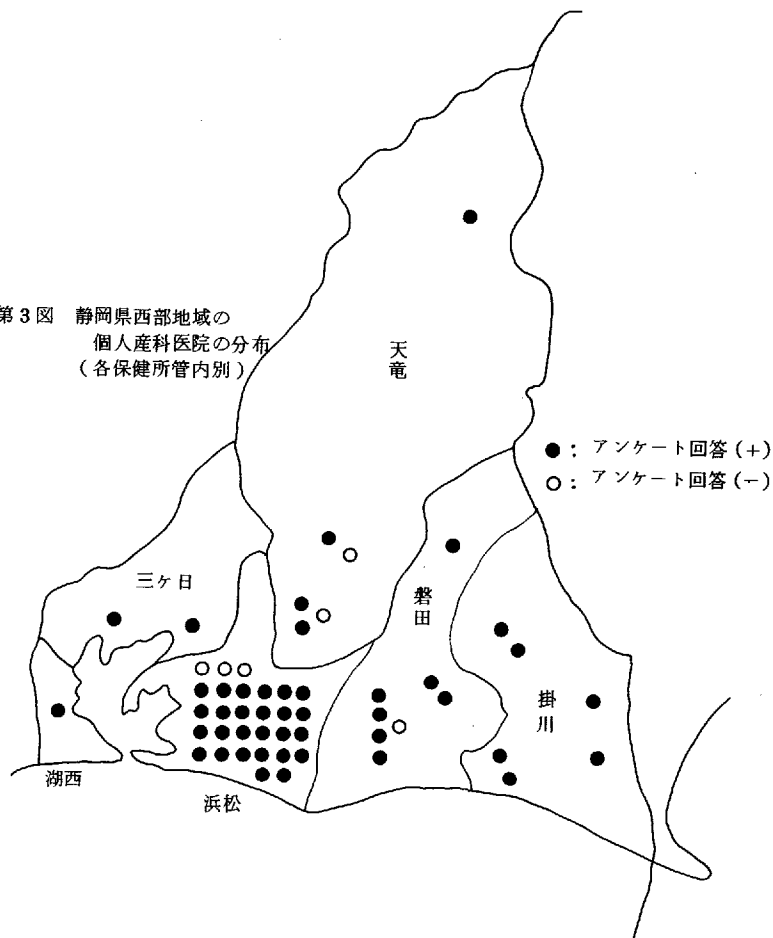 第3図 静岡県西部地域の
個人産科医院の分布
(各保健所管内別)
天竜
●: アンケート回答(+)
○: アンケート回答(-)
三ケ日
磐田
掛川
湖西
浜松